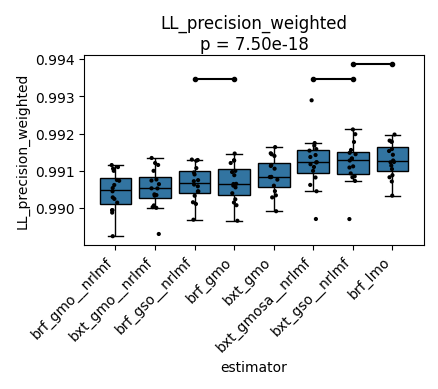 LL_precision_weighted
p = 7.50e-18
LL_precision_weighted
0.994
0.993
0.992
0.991
0.990
brf_gmo__nrlmf
bxt_gmo__nrlmf
brf_gso__nrlmf
brf_gmo
bxt_gmo
bxt_gmosa__nrlmf
bxt_gso__nrlmf
brf_lmo
estimator